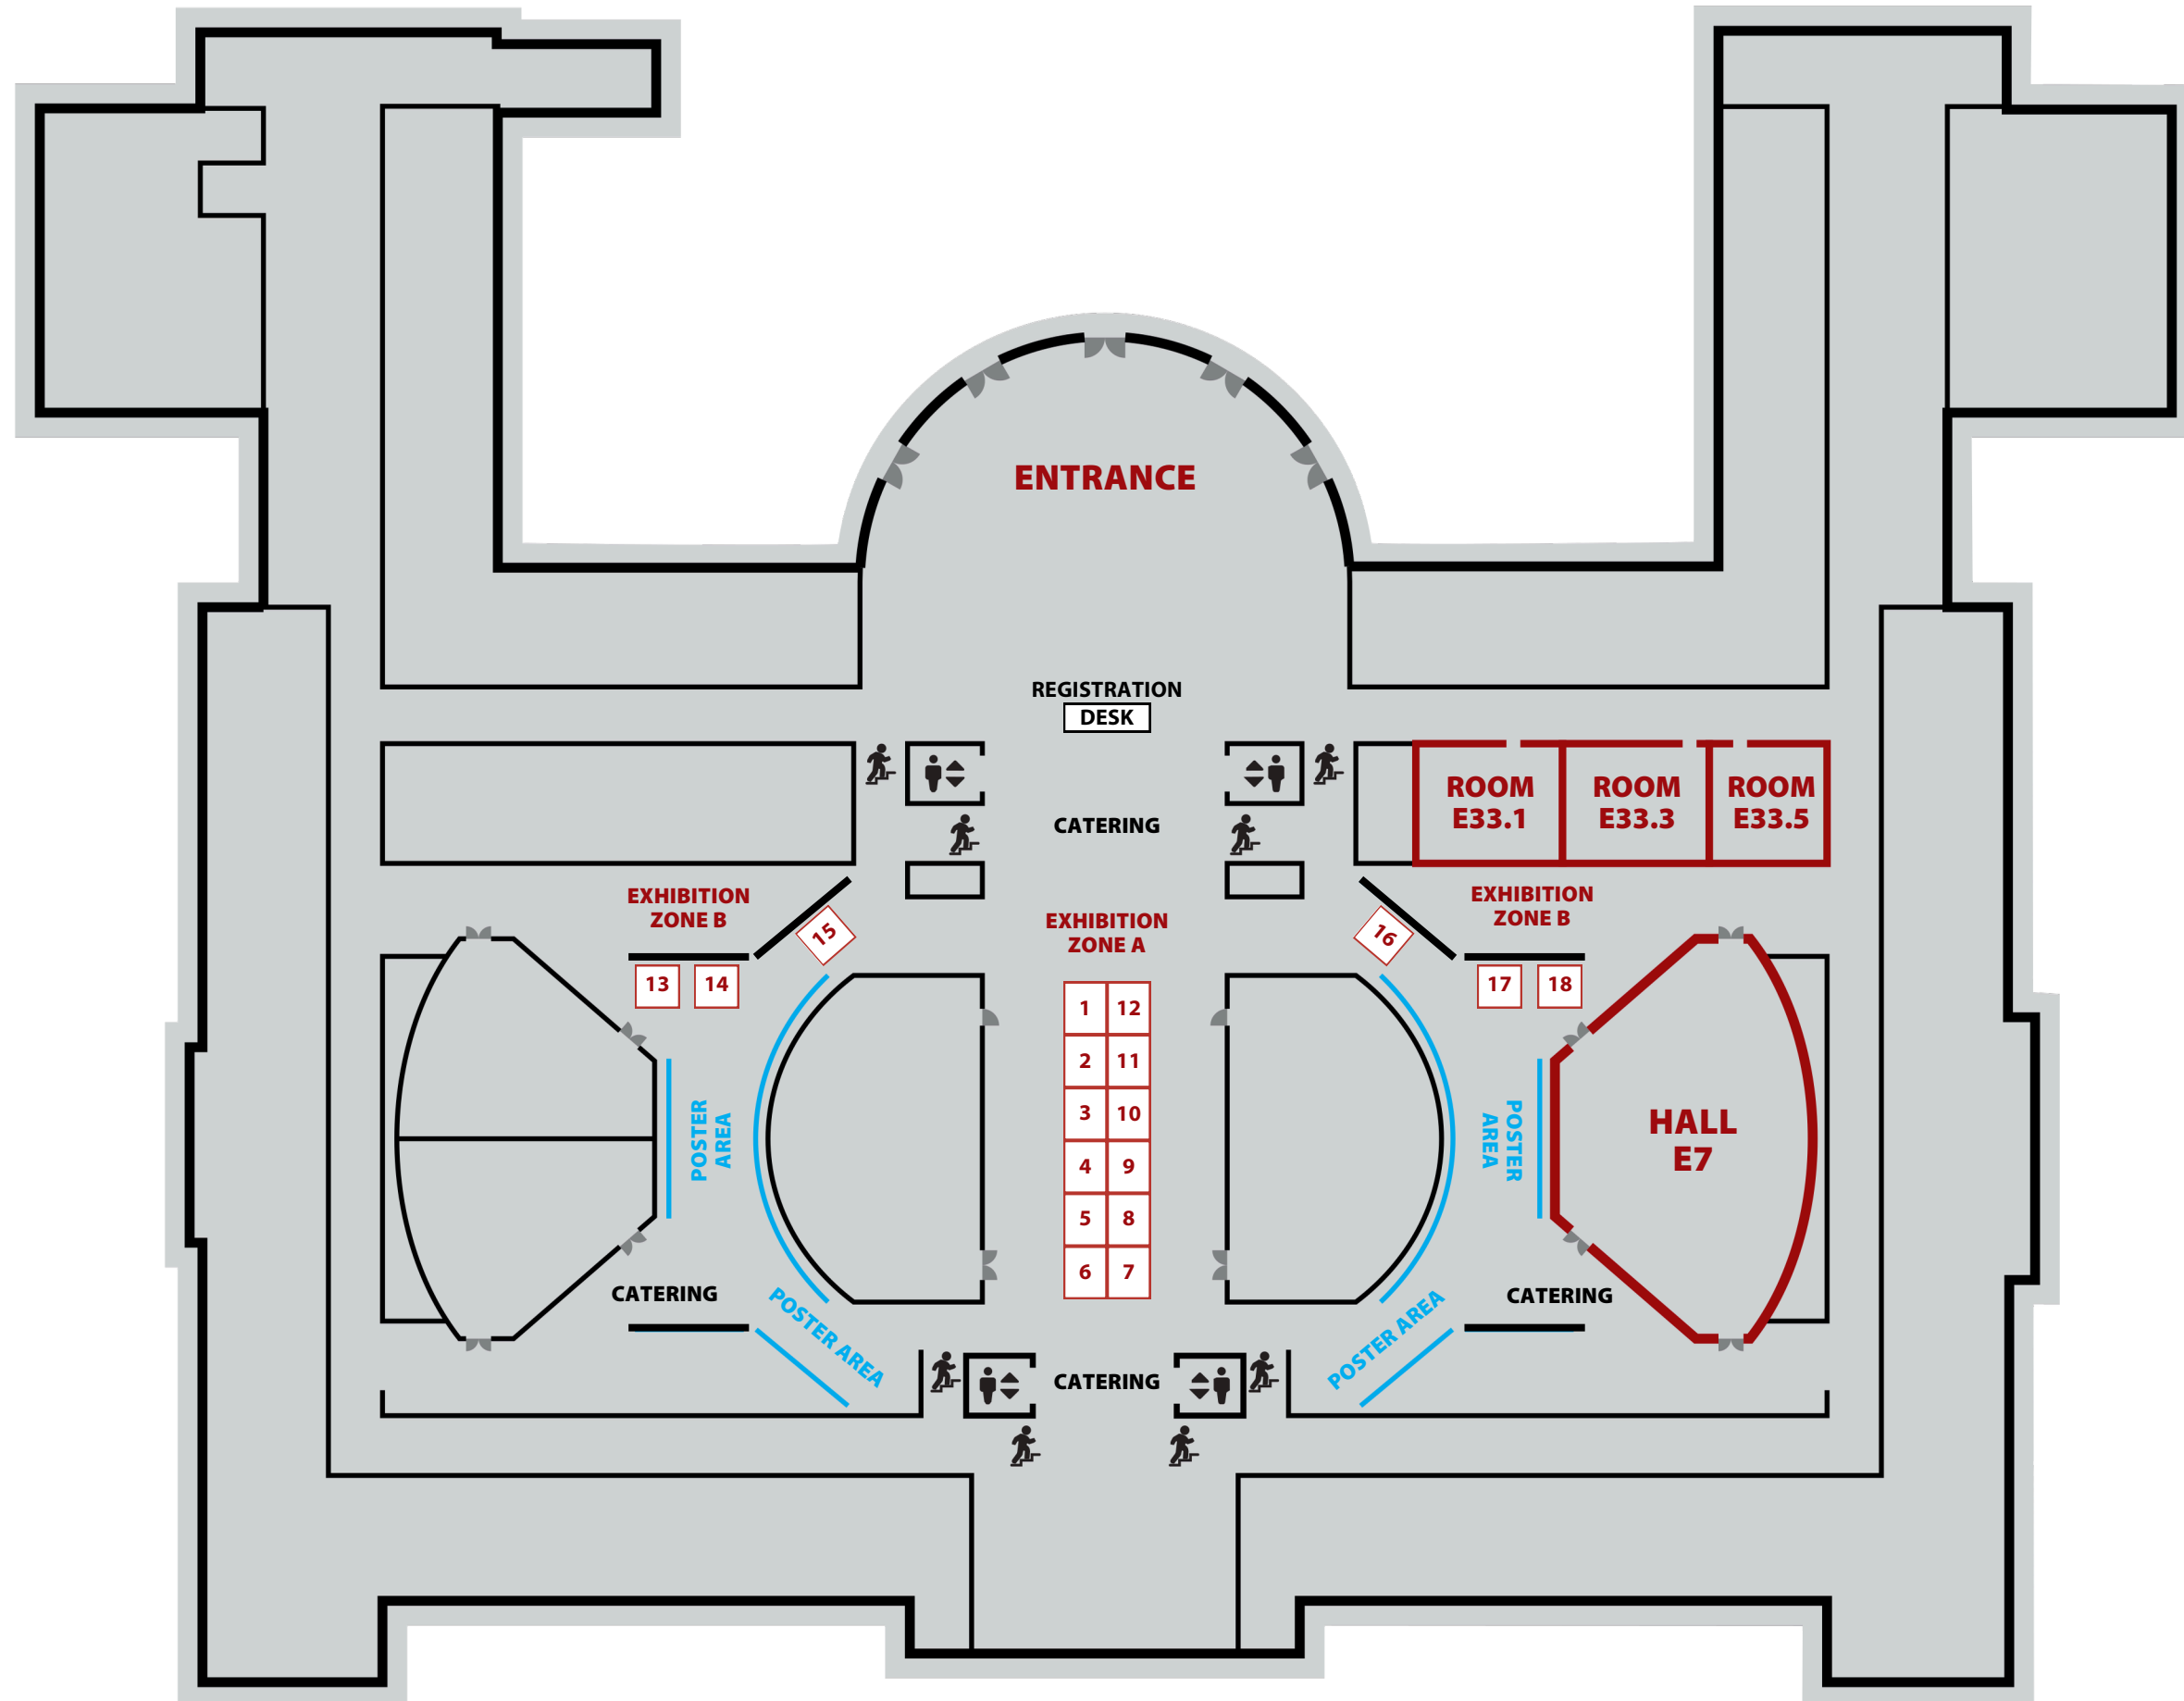 ENTRANCE
REGISTRATION
DESK
ROOM
E33.1
ROOM
E33.3
ROOM
E33.5
CATERING
EXHIBITION
ZONE B
EXHIBITION
ZONE A
EXHIBITION
ZONE B
15
16
13
14
17
18
1
12
2
11
3
10
4
9
5
8
6
7
POSTER
AREA
POSTER
AREA
HALL
E7
CATERING
POSTER AREA
POSTER AREA
CATERING
CATERING